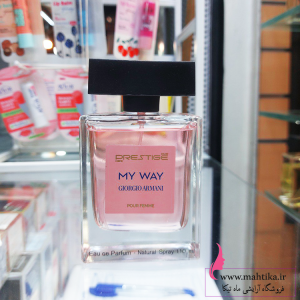 PRESTIGE
MY WAY
GIORGIO ARMANI
POUR FEMME
Eau de Parfum - Natural Spray
www.mahtika.ir
فروشگاه آرایشی ماه تیکا